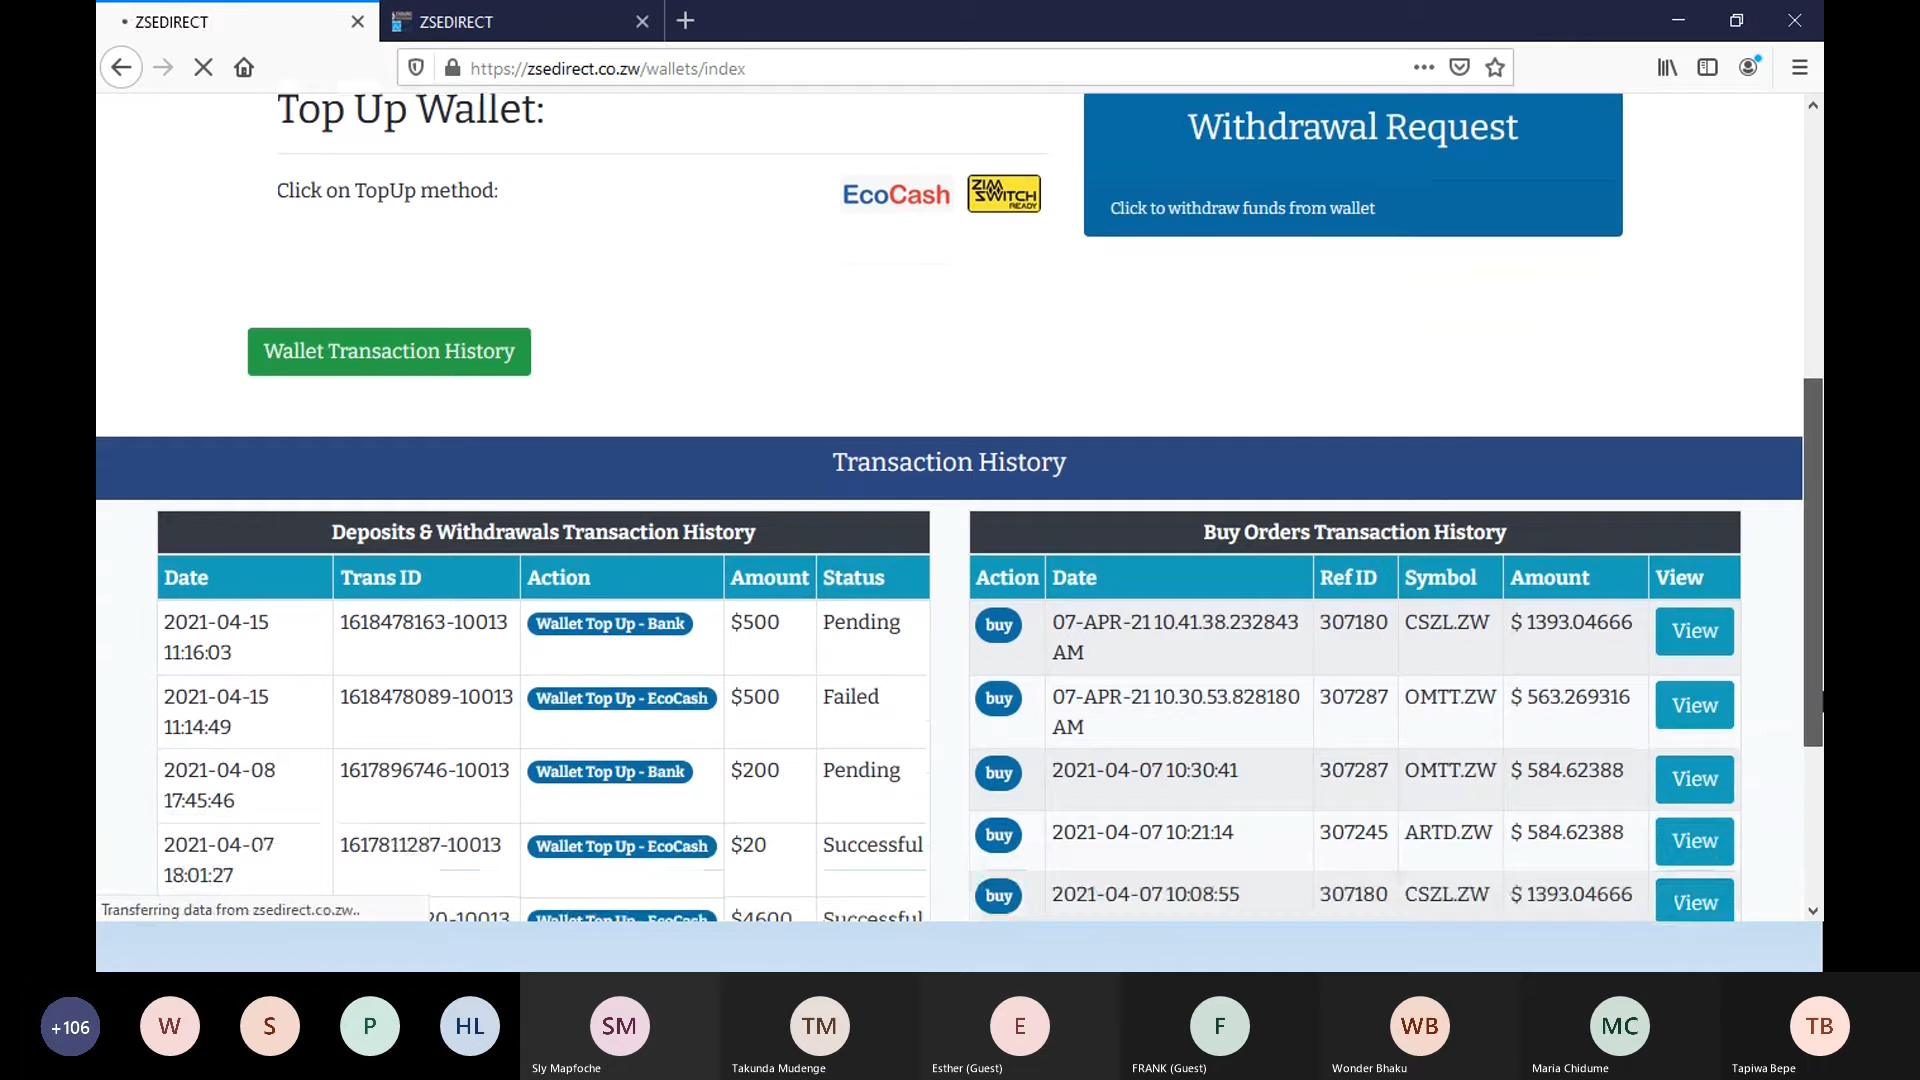 ZSEDIRECT
ZSEDIRECT
https://zsedirect.co.zw/wallets/index
Top Up Wallet:
Click on TopUp method:
EcoCash
ZIM SWITCH READY
Withdrawal Request
Click to withdraw funds from wallet
Wallet Transaction History
Transaction History
Deposits & Withdrawals Transaction History
Date Trans ID Action Amount Status
2021-04-15 11:16:03 1618478163-10013 Wallet Top Up - Bank $500 Pending
2021-04-15 11:14:49 1618478089-10013 Wallet Top Up - EcoCash $500 Failed
2021-04-08 17:45:46 1617896746-10013 Wallet Top Up - Bank $200 Pending
2021-04-07 18:01:27 1617811287-10013 Wallet Top Up - EcoCash $20 Successful
20-10013 Wallet Top Up - EcoCash $4600 Successful
Buy Orders Transaction History
Action Date Ref ID Symbol Amount View
buy 07-APR-21 10.41.38.232843 AM 307180 CSZL.ZW $ 1393.04666 View
buy 07-APR-21 10.30.53.828180 AM 307287 OMTT.ZW $ 563.269316 View
buy 2021-04-07 10:30:41 307287 OMTT.ZW $ 584.62388 View
buy 2021-04-07 10:21:14 307245 ARTD.ZW $ 584.62388 View
buy 2021-04-07 10:08:55 307180 CSZL.ZW $ 1393.04666 View
Transferring data from zsedirect.co.zw..
+106
W
S
P
HL
SM
TM
E
F
WB
MC
TB
Sly Mapfoche
Takunda Mudenge
Esther (Guest)
FRANK (Guest)
Wonder Bhaku
Maria Chidume
Tapiwa Bepe